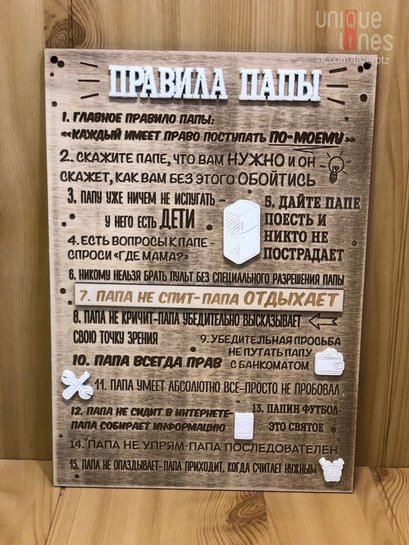 unique lines
vk.com/lazerptz
ПРАВИЛА ПАПЫ
1. ГЛАВНОЕ ПРАВИЛО ПАПЫ:
«КАЖДЫЙ ИМЕЕТ ПРАВО ПОСТУПАТЬ ПО-МОЕМУ»
2. СКАЖИТЕ ПАПЕ, ЧТО ВАМ НУЖНО И ОН
СКАЖЕТ, КАК ВАМ БЕЗ ЭТОГО ОБОЙТИСЬ
3. ПАПУ УЖЕ НИЧЕМ НЕ ИСПУГАТЬ -
У НЕГО ЕСТЬ ДЕТИ
4. ЕСТЬ ВОПРОСЫ К ПАПЕ -
СПРОСИ «ГДЕ МАМА?»
5. ДАЙТЕ ПАПЕ
ПОЕСТЬ И
НИКТО НЕ
ПОСТРАДАЕТ
6. НИКОМУ НЕЛЬЗЯ БРАТЬ ПУЛЬТ БЕЗ СПЕЦИАЛЬНОГО РАЗРЕШЕНИЯ ПАПЫ
7. ПАПА НЕ СПИТ-ПАПА ОТДЫХАЕТ
8. ПАПА НЕ КРИЧИТ-ПАПА УБЕДИТЕЛЬНО ВЫСКАЗЫВАЕТ
СВОЮ ТОЧКУ ЗРЕНИЯ
9. УБЕДИТЕЛЬНАЯ ПРОСЬБА
НЕ ПУТАТЬ ПАПУ
С БАНКОМАТОМ
10. ПАПА ВСЕГДА ПРАВ
11. ПАПА УМЕЕТ АБСОЛЮТНО ВСЕ-ПРОСТО НЕ ПРОБОВАЛ
12. ПАПА НЕ СИДИТ В ИНТЕРНЕТЕ-
ПАПА СОБИРАЕТ ИНФОРМАЦИЮ
13. ПАПИН ФУТБОЛ-
ЭТО СВЯТОЕ
14. ПАПА НЕ УПРЯМ-ПАПА ПОСЛЕДОВАТЕЛЕН
15. ПАПА НЕ ОПАЗДЫВАЕТ-ПАПА ПРИХОДИТ, КОГДА СЧИТАЕТ НУЖНЫМ